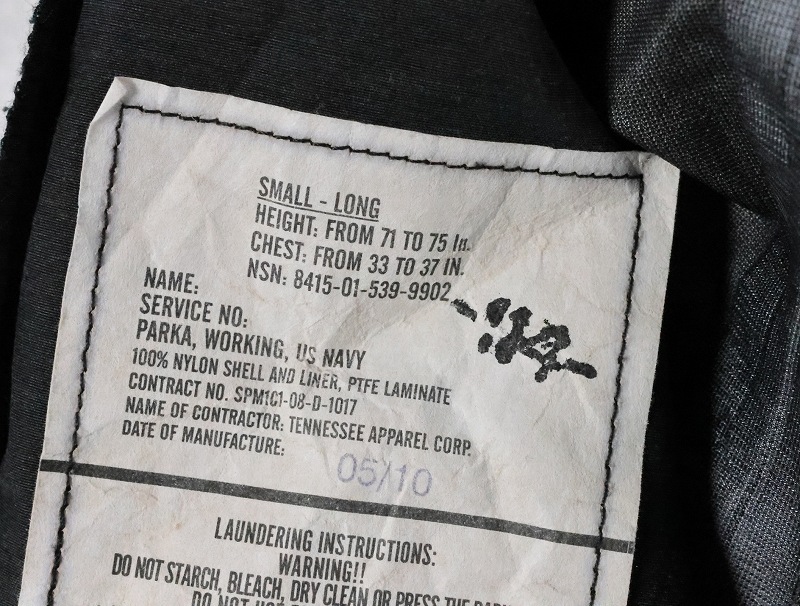 SMALL - LONG
HEIGHT: FROM 71 TO 75 In.
CHEST: FROM 33 TO 37 IN.
NSN: 8415-01-539-9902
NAME:
SERVICE NO:
PARKA, WORKING, US NAVY
100% NYLON SHELL AND LINER, PTFE LAMINATE
CONTRACT NO. SPM1C1-08-D-1017
NAME OF CONTRACTOR: TENNESSEE APPAREL CORP.
DATE OF MANUFACTURE:
05/10
LAUNDERING INSTRUCTIONS:
WARNING!!
DO NOT STARCH, BLEACH, DRY CLEAN OR PRESS THE
DO NOT